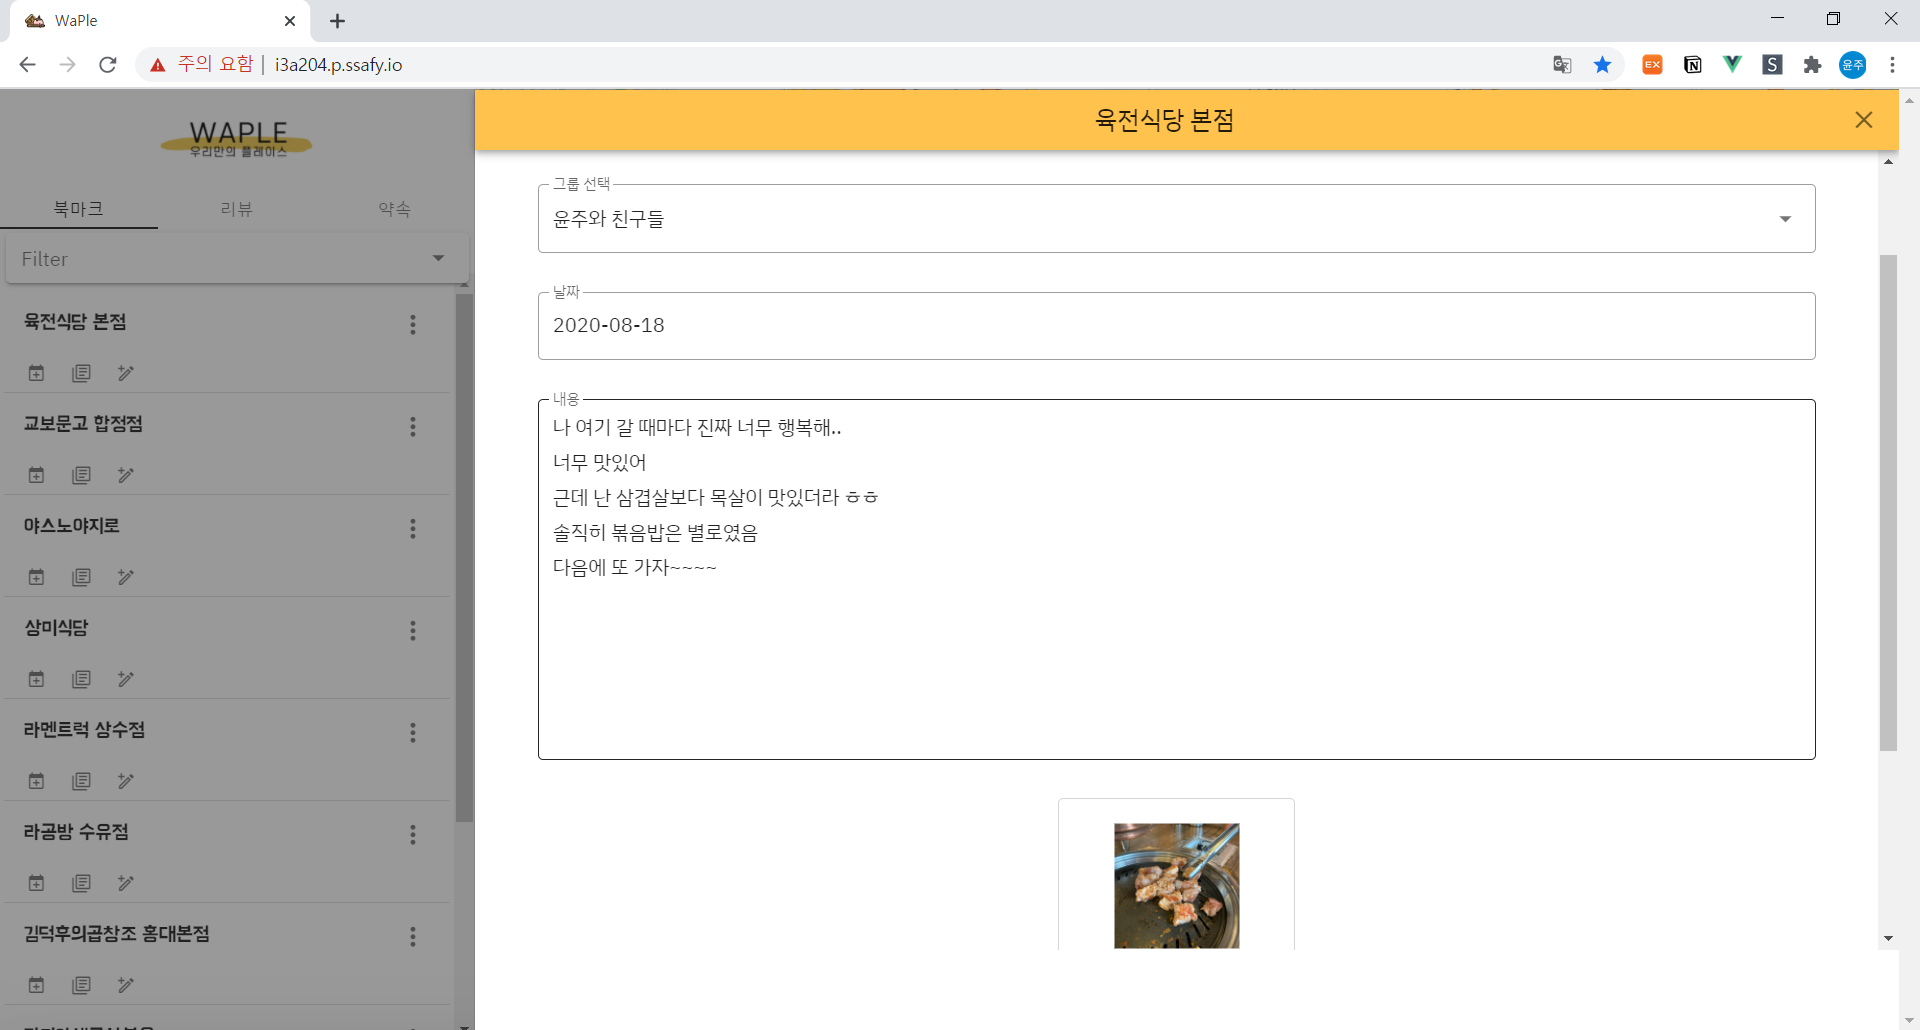 WaPle
주의 요함
i3a204.p.ssafy.io
EX
N
S
윤주
WAPLE
우리만의 플레이스
북마크
리뷰
약속
Filter
육전식당 본점
교보문고 합정점
야스노야지로
상미식당
라멘트럭 상수점
라공방 수유점
김덕후의곱창조 홍대본점
육전식당 본점
그룹 선택
윤주와 친구들
날짜
2020-08-18
내용
나 여기 갈 때마다 진짜 너무 행복해..
너무 맛있어
근데 난 삼겹살보다 목살이 맛있더라 ㅎㅎ
솔직히 볶음밥은 별로였음
다음에 또 가자~~~~